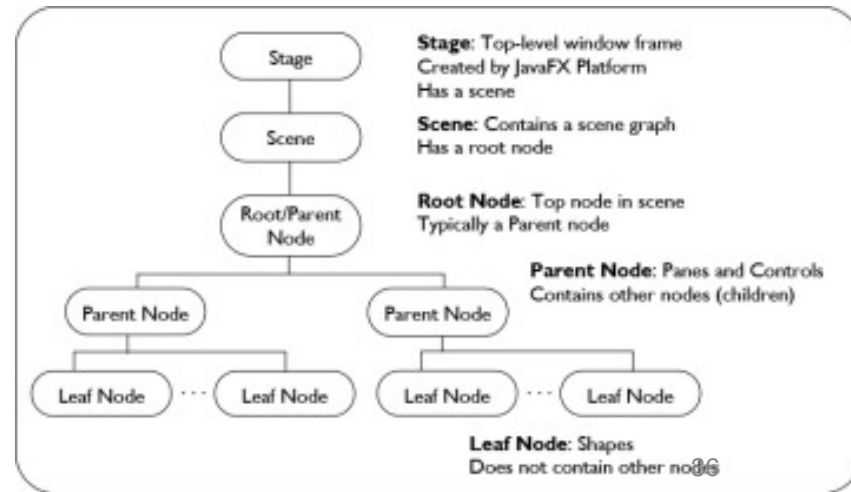 Stage
Stage: Top-level window frame
Created by JavaFX Platform
Has a scene
Scene
Scene: Contains a scene graph
Has a root node
Root/Parent
Node
Root Node: Top node in scene
Typically a Parent node
Parent Node: Panes and Controls
Contains other nodes (children)
Parent Node
Parent Node
Leaf Node ... Leaf Node
Leaf Node ... Leaf Node
Leaf Node: Shapes
Does not contain other nodes
36